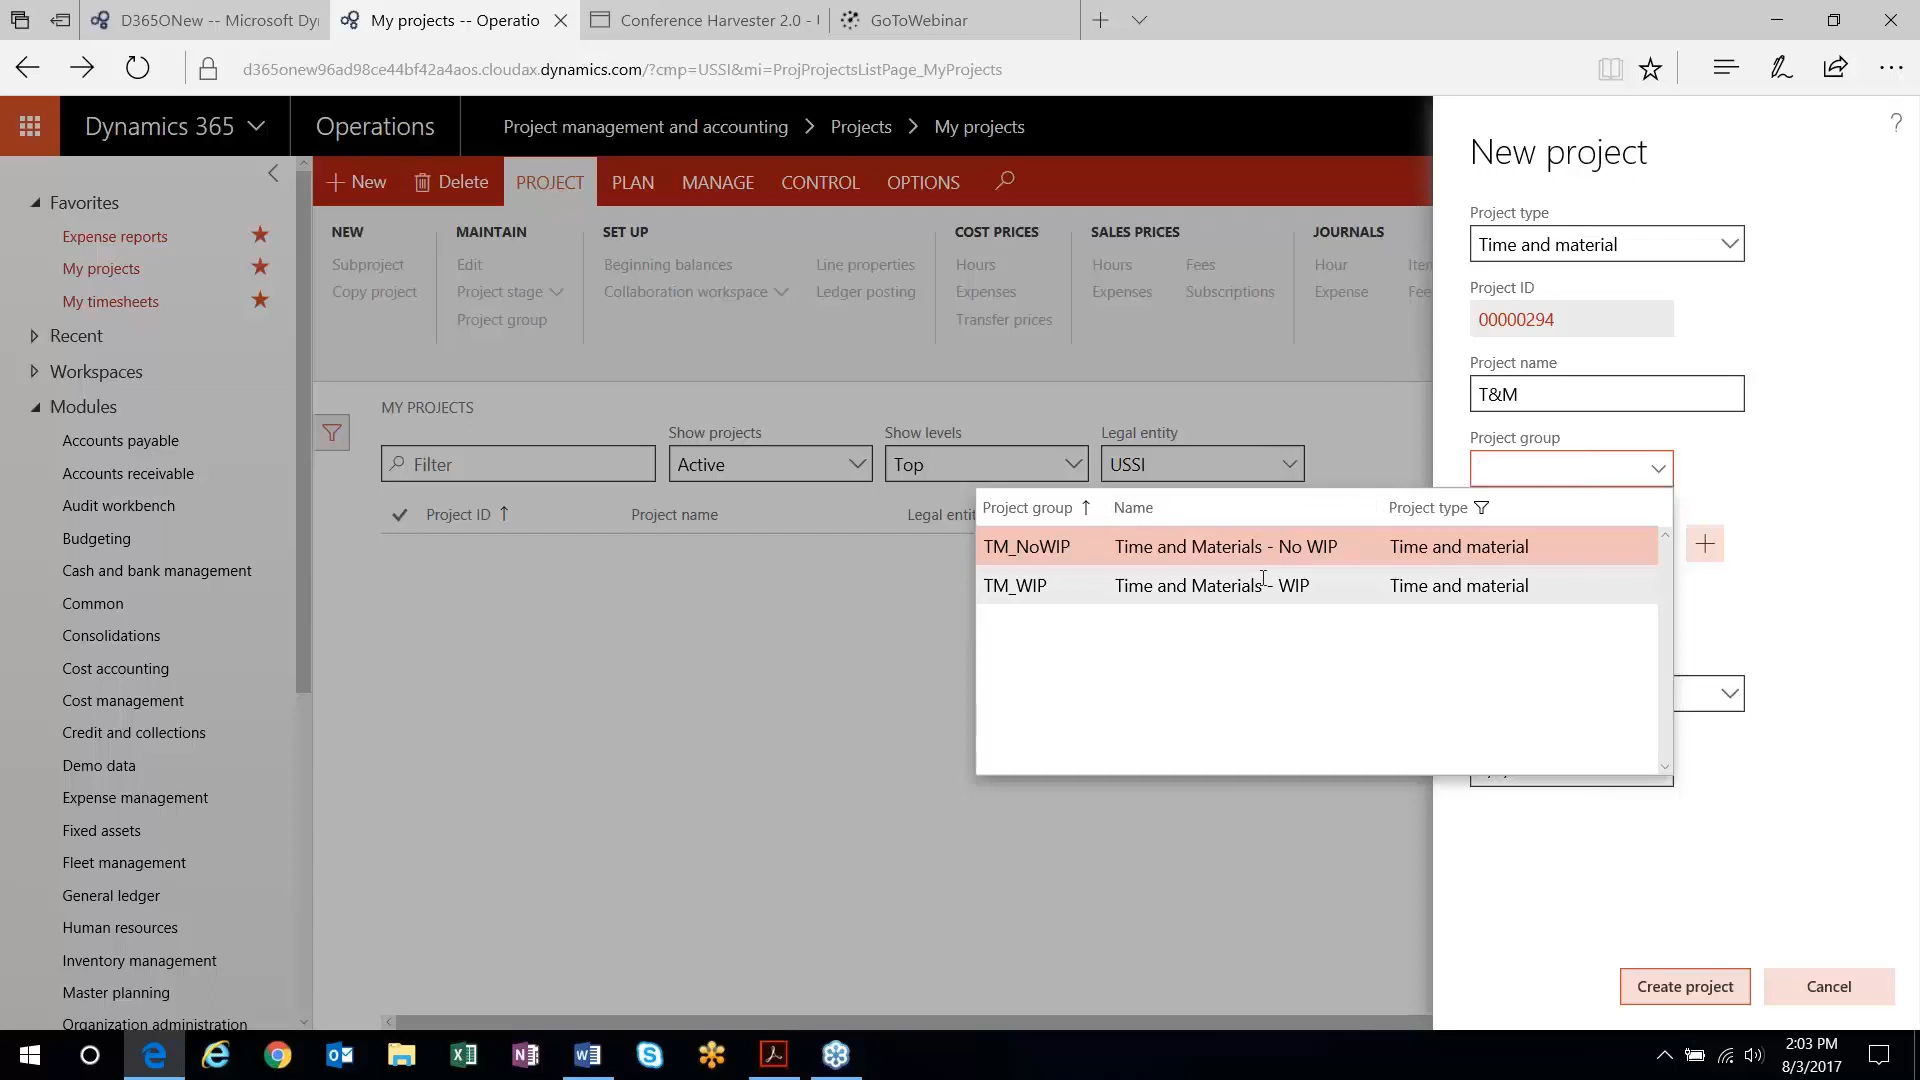 D365ONew -- Microsoft Dyn
My projects -- Operatio
Conference Harvester 2.0 -
GoToWebinar
d365onew96ad98ce44bf42a4aos.cloudax.dynamics.com/?cmp=USSI&mi=ProjProjectsListPage_MyProjects
Dynamics 365
Operations
Project management and accounting > Projects > My projects
?
New project
Project type
Time and material
Project ID
00000294
Project name
T&M
Project group
Create project
Cancel
Favorites
Expense reports
My projects
My timesheets
Recent
Workspaces
Modules
Accounts payable
Accounts receivable
Audit workbench
Budgeting
Cash and bank management
Common
Consolidations
Cost accounting
Cost management
Credit and collections
Demo data
Expense management
Fixed assets
Fleet management
General ledger
Human resources
Inventory management
Master planning
Organization administration
New
Delete
PROJECT
PLAN
MANAGE
CONTROL
OPTIONS
NEW
Subproject
Copy project
MAINTAIN
Edit
Project stage
Project group
SET UP
Beginning balances
Line properties
Collaboration workspace
Ledger posting
COST PRICES
Hours
Expenses
Transfer prices
SALES PRICES
Hours
Fees
Expenses
Subscriptions
JOURNALS
Hour
Expense
Fee
MY PROJECTS
Filter
Show projects
Active
Show levels
Top
Legal entity
USSI
Project ID
Project name
Legal entit
Project group
Name
Project type
TM_NoWIP
Time and Materials - No WIP
Time and material
TM_WIP
Time and Materials - WIP
Time and material
2:03 PM
8/3/2017